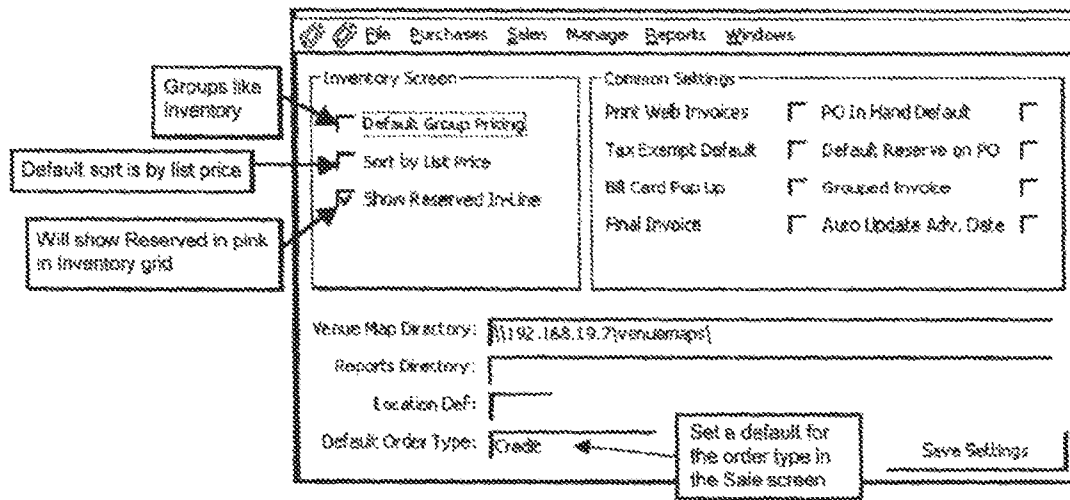 File Purchases Sales Manage Reports Windows
Inventory Screen
Default Group Pricing
Sort by List Price
Show Reserved In-Line
Common Settings
Print Web Invoices
PO In Hand Default
Tax Exempt Default
Default Reserve on PO
Bill Card Pop Up
Grouped Invoice
Final Invoice
Auto Update Adv. Date
Groups like
inventory
Default sort is by list price
Will show Reserved in pink
in Inventory grid
Venue Map Directory: \\192.168.19.7\venuemaps\
Reports Directory:
Location Def:
Default Order Type: Credit
Set a default for
the order type in
the Sale screen
Save Settings